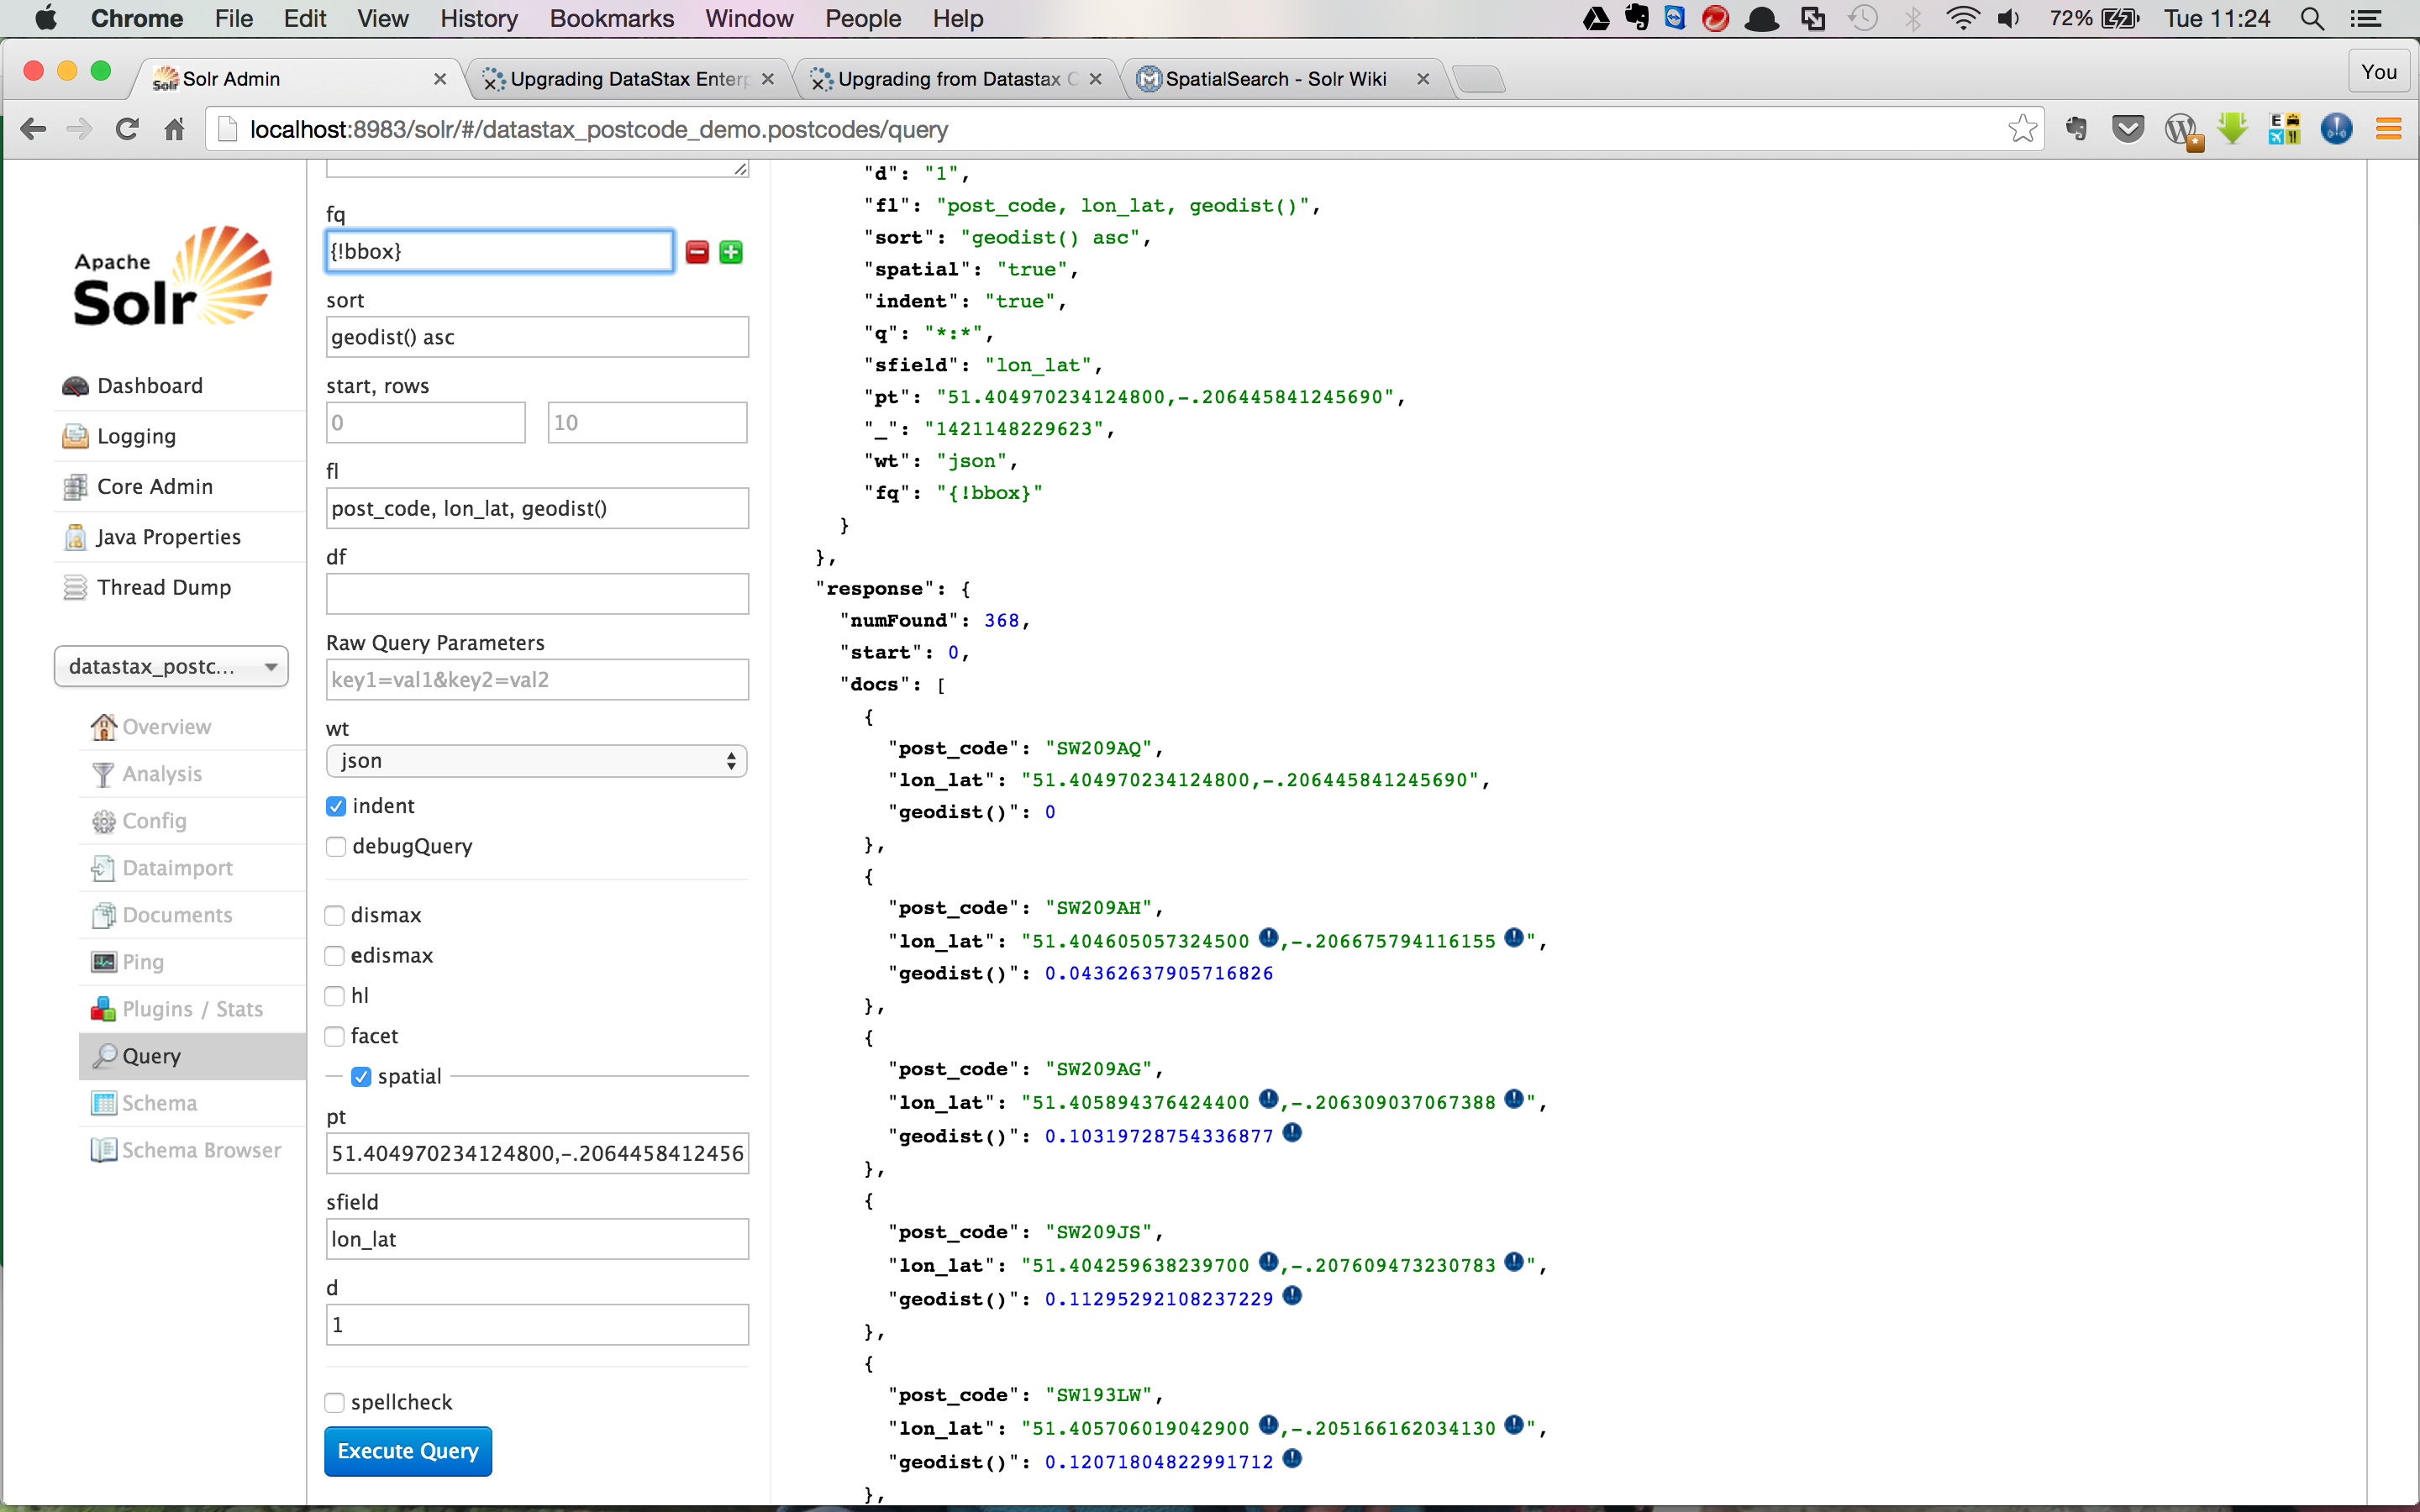 Chrome File Edit View History Bookmarks Window People Help 72% Tue 11:24
Solr Admin Upgrading DataStax Enterp Upgrading from Datastax C SpatialSearch - Solr Wiki You
localhost:8983/solr/#/datastax_postcode_demo.postcodes/query
Apache
Solr
Dashboard
Logging
Core Admin
Java Properties
Thread Dump
datastax_postc...
Overview
Analysis
Config
Dataimport
Documents
Ping
Plugins / Stats
Query
Schema
Schema Browser
fq
{!bbox}
sort
geodist() asc
start, rows
0 10
fl
post_code, lon_lat, geodist()
df
Raw Query Parameters
key1=val1&key2=val2
wt
json
indent
debugQuery
dismax
edismax
hl
facet
spatial
pt
51.404970234124800,-.2064458412456
sfield
lon_lat
d
1
spellcheck
Execute Query
"d": "1",
"fl": "post_code, lon_lat, geodist()",
"sort": "geodist() asc",
"spatial": "true",
"indent": "true",
"q": "*:*",
"sfield": "lon_lat",
"pt": "51.404970234124800,-.206445841245690",
"_": "1421148229623",
"wt": "json",
"fq": "{!bbox}"
}
},
"response": {
"numFound": 368,
"start": 0,
"docs": [
{
"post_code": "SW209AQ",
"lon_lat": "51.404970234124800,-.206445841245690",
"geodist()": 0
},
{
"post_code": "SW209AH",
"lon_lat": "51.404605057324500 ,-.206675794116155 ",
"geodist()": 0.04362637905716826
},
{
"post_code": "SW209AG",
"lon_lat": "51.405894376424400 ,-.206309037067388 ",
"geodist()": 0.10319728754336877
},
{
"post_code": "SW209JS",
"lon_lat": "51.404259638239700 ,-.207609473230783 ",
"geodist()": 0.11295292108237229
},
{
"post_code": "SW193LW",
"lon_lat": "51.405706019042900 ,-.205166162034130 ",
"geodist()": 0.12071804822991712
},